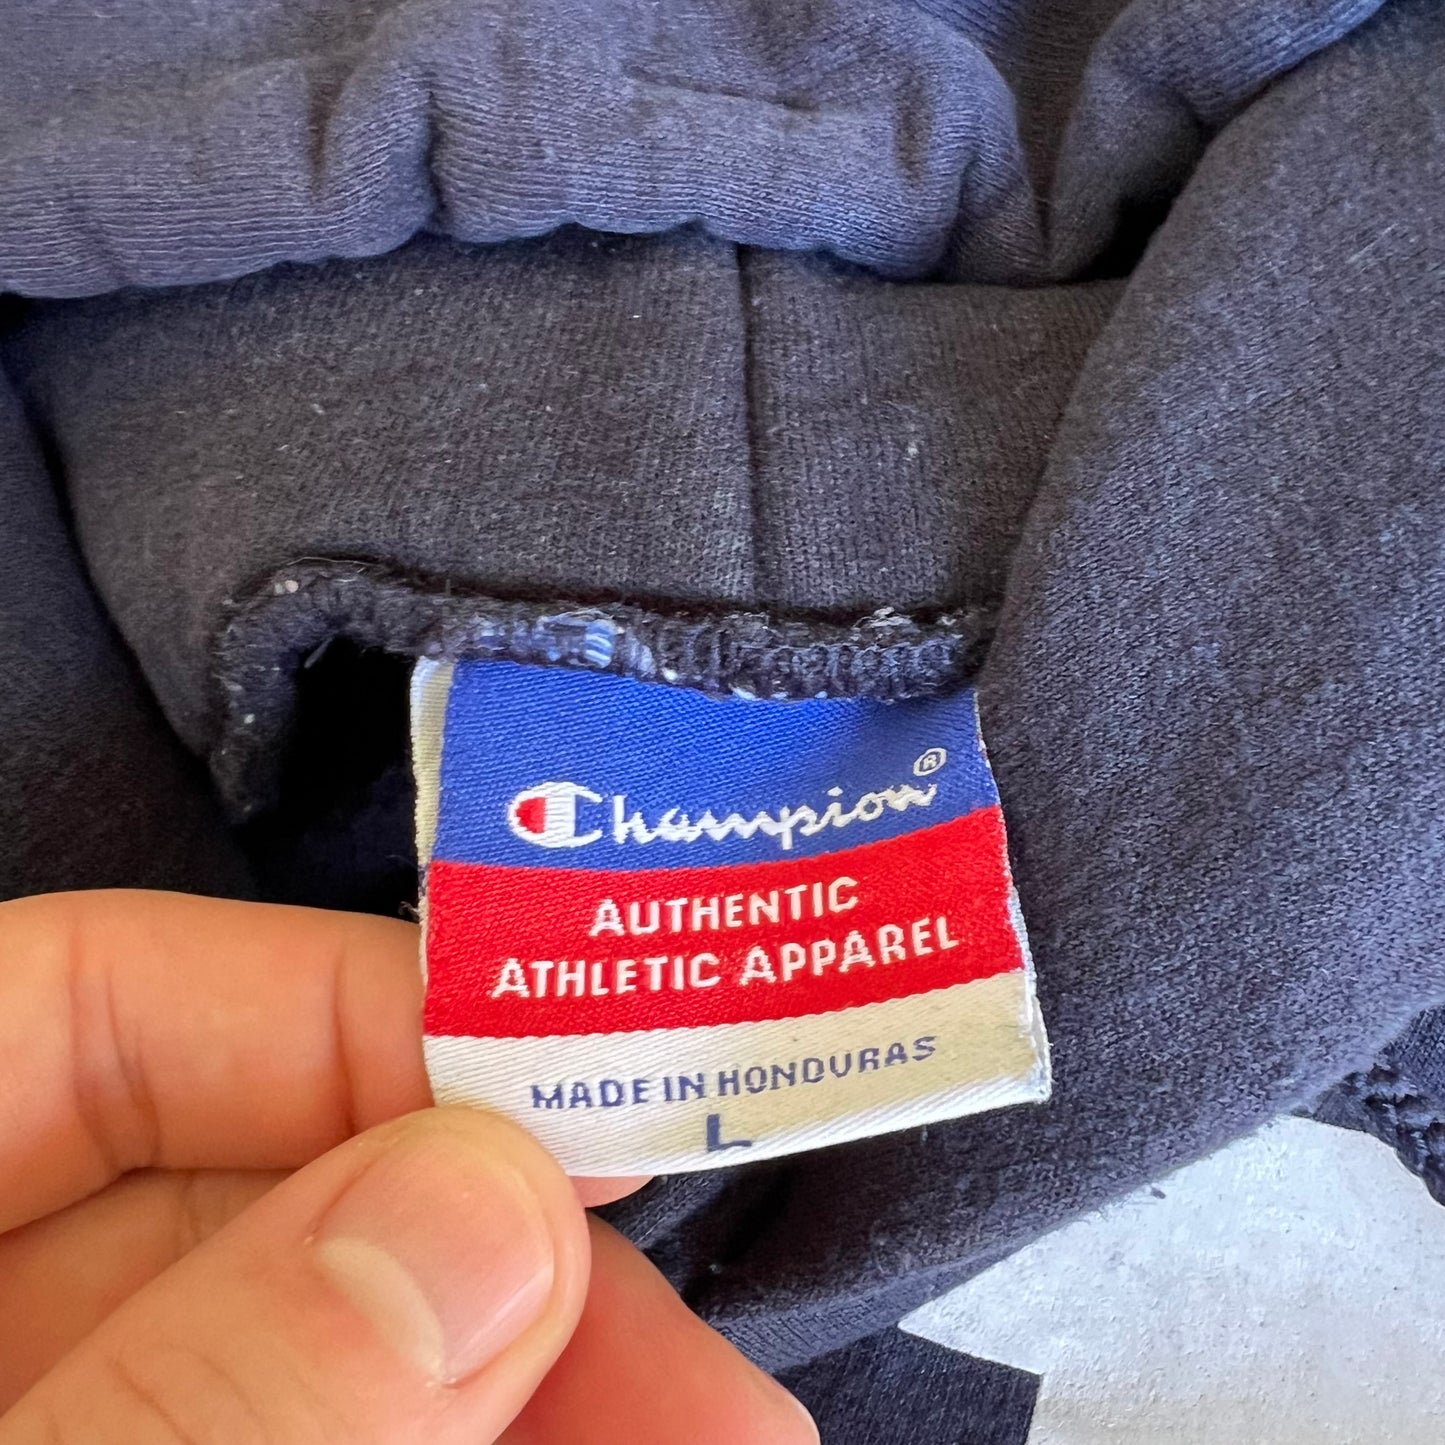 Champion®
AUTHENTIC
ATHLETIC APPAREL
MADE IN HONDURAS
L